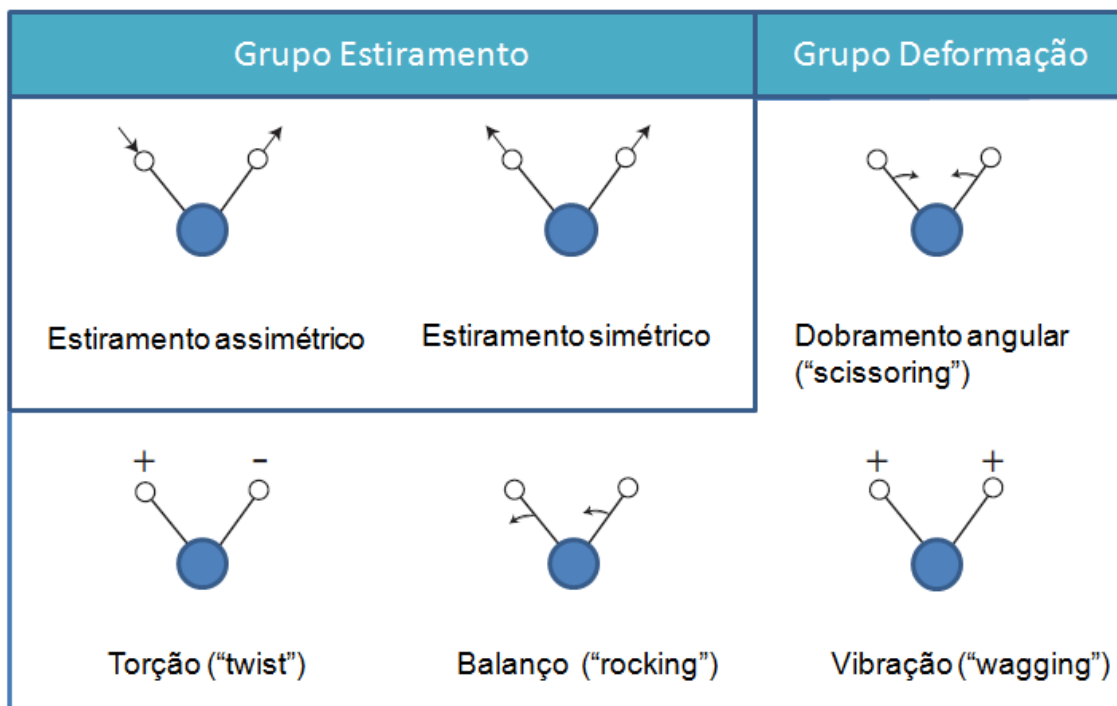 Grupo Estiramento
Grupo Deformação
Estiramento assimétrico
Estiramento simétrico
Dobramento angular
(“scissoring”)
+ -
+ +
Torção (“twist”)
Balanço (“rocking”)
Vibração (“wagging”)